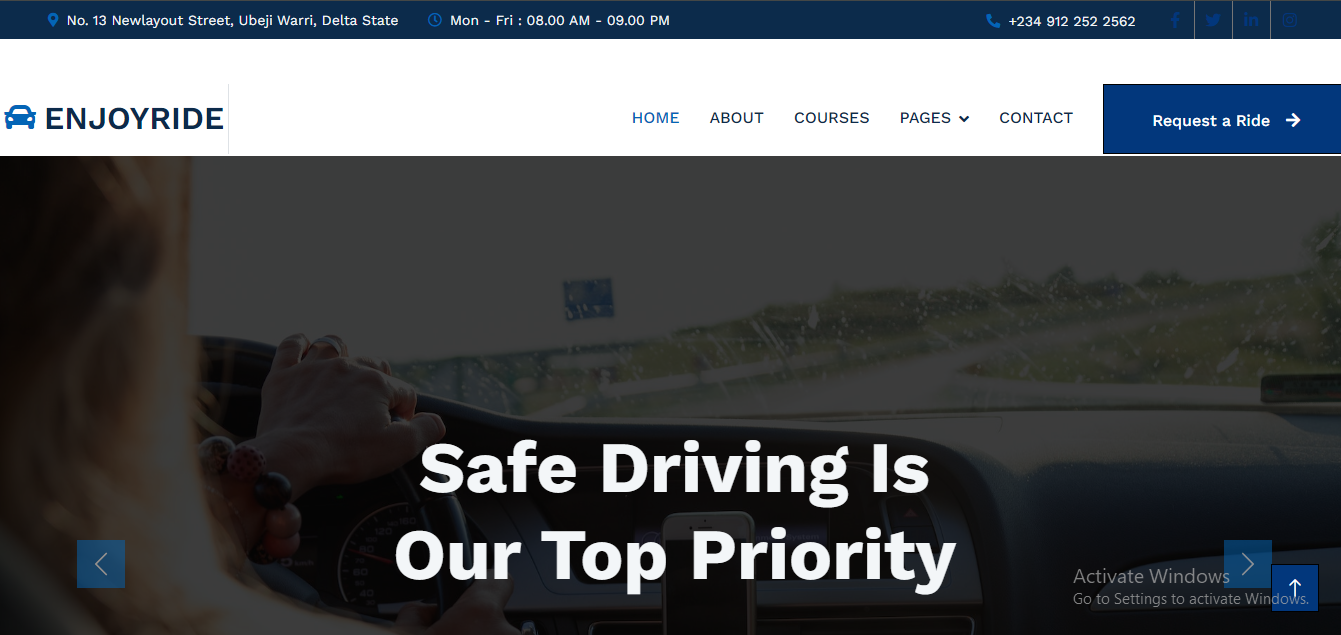 No. 13 Newlayout Street, Ubeji Warri, Delta State Mon - Fri : 08.00 AM - 09.00 PM +234 912 252 2562
ENJOYRIDE HOME ABOUT COURSES PAGES CONTACT Request a Ride
Safe Driving Is
Our Top Priority
Activate Windows
Go to Settings to activate Windows.